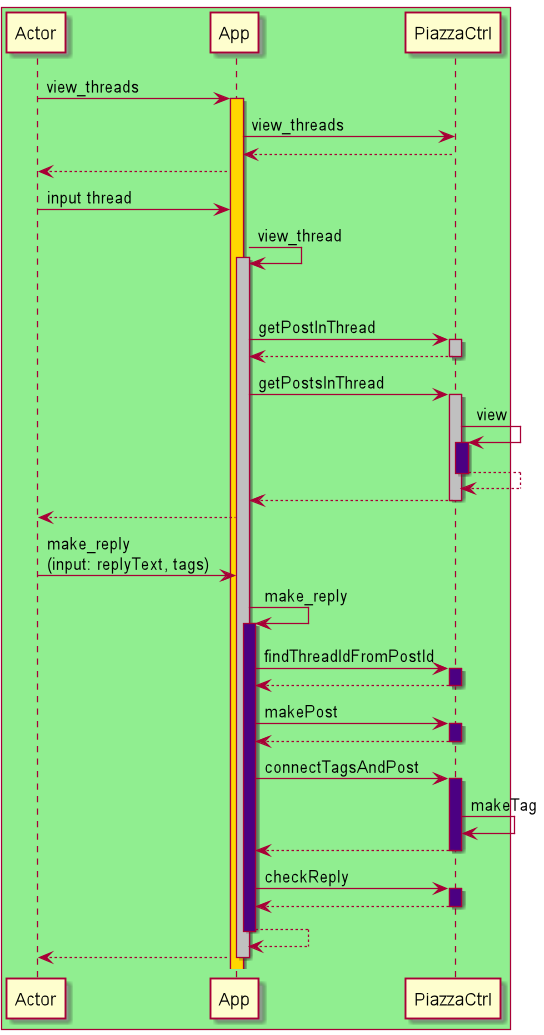 Actor App PiazzaCtrl
view_threads
view_threads
input thread
view_thread
getPostInThread
getPostsInThread
view
make_reply
(input: replyText, tags)
make_reply
findThreadIdFromPostId
makePost
connectTagsAndPost
makeTag
checkReply
Actor App PiazzaCtrl